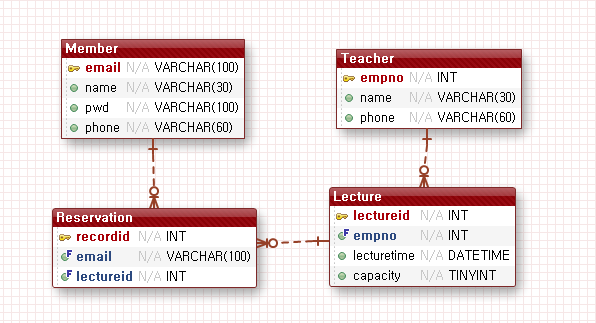 Member
email N/A VARCHAR(100)
name N/A VARCHAR(30)
pwd N/A VARCHAR(100)
phone N/A VARCHAR(60)
Teacher
empno N/A INT
name N/A VARCHAR(30)
phone N/A VARCHAR(60)
Reservation
recordid N/A INT
email N/A VARCHAR(100)
lectureid N/A INT
Lecture
lectureid N/A INT
empno N/A INT
lecturetime N/A DATETIME
capacity N/A TINYINT